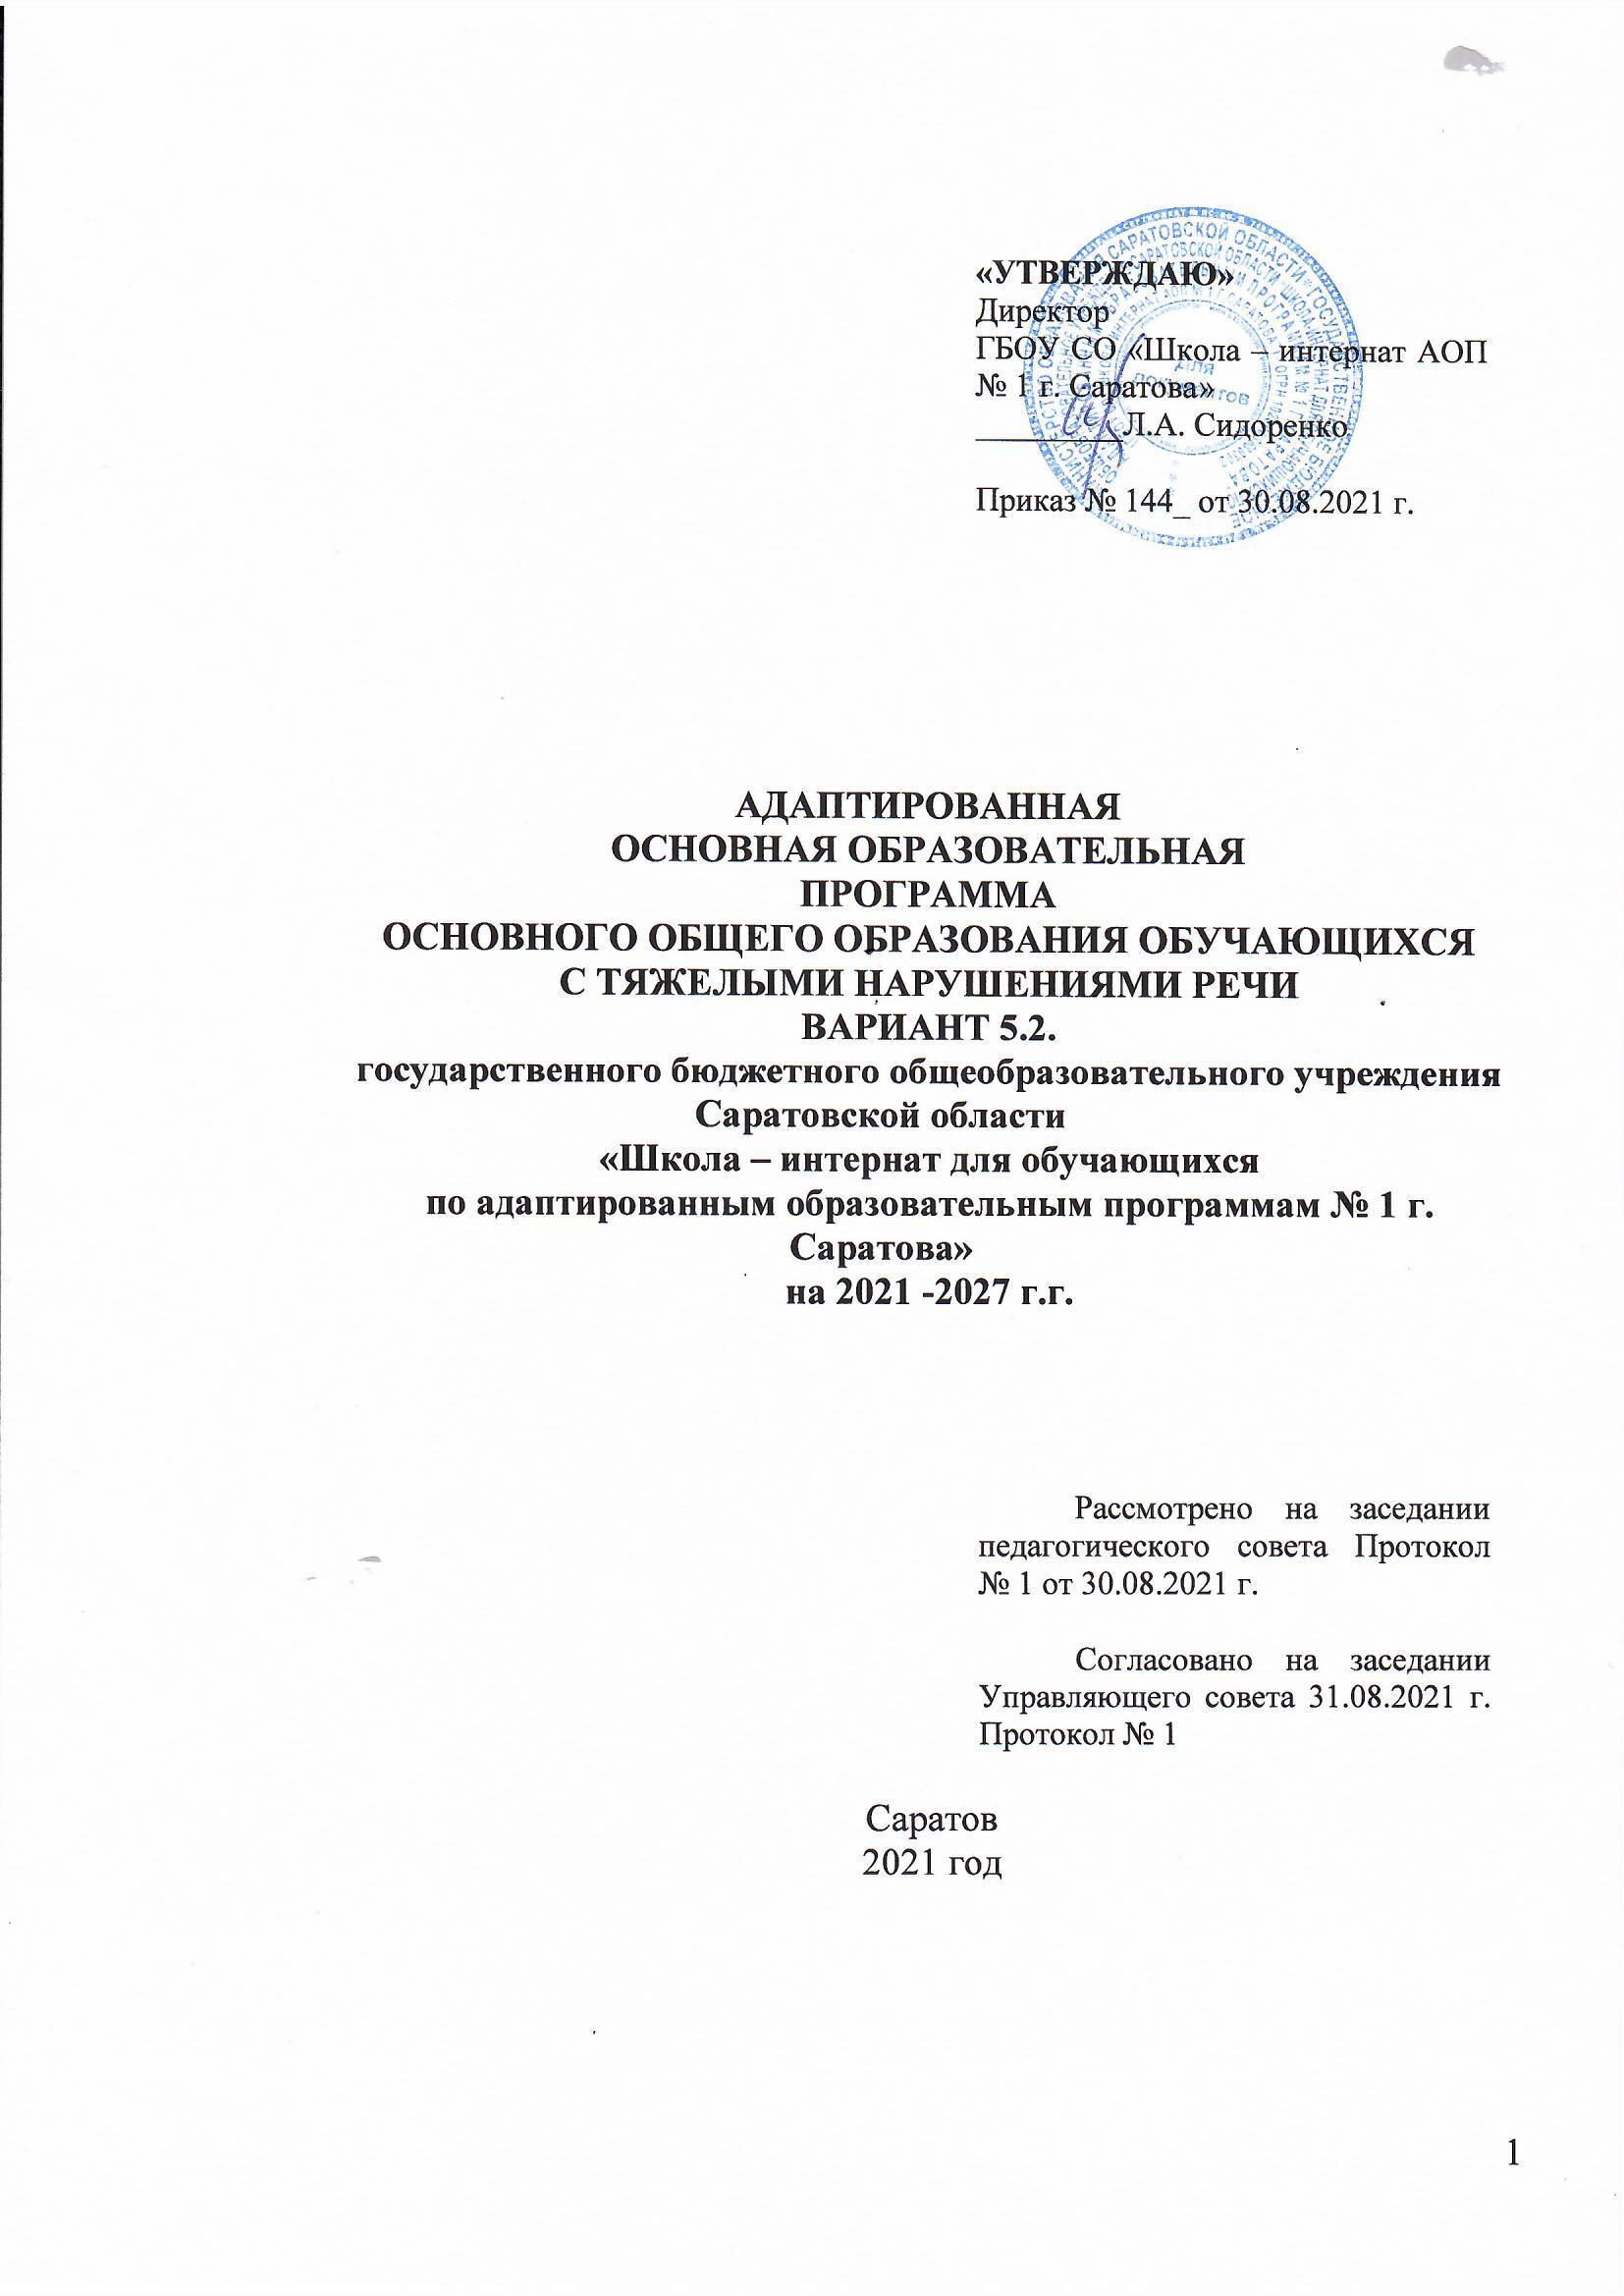 «УТВЕРЖДАЮ»
Директор
ГБОУ СО «Школа – интернат АОП
№ 1 г. Саратова»
_________Л.А. Сидоренко
Приказ № 144_ от 30.08.2021 г.
для
документов
АДАПТИРОВАННАЯ
ОСНОВНАЯ ОБРАЗОВАТЕЛЬНАЯ
ПРОГРАММА
ОСНОВНОГО ОБЩЕГО ОБРАЗОВАНИЯ ОБУЧАЮЩИХСЯ
С ТЯЖЕЛЫМИ НАРУШЕНИЯМИ РЕЧИ
ВАРИАНТ 5.2.
государственного бюджетного общеобразовательного учреждения
Саратовской области
«Школа – интернат для обучающихся
по адаптированным образовательным программам № 1 г.
Саратова»
на 2021 -2027 г.г.
Рассмотрено на заседании
педагогического совета Протокол
№ 1 от 30.08.2021 г.
Согласовано на заседании
Управляющего совета 31.08.2021 г.
Протокол № 1
Саратов
2021 год
1